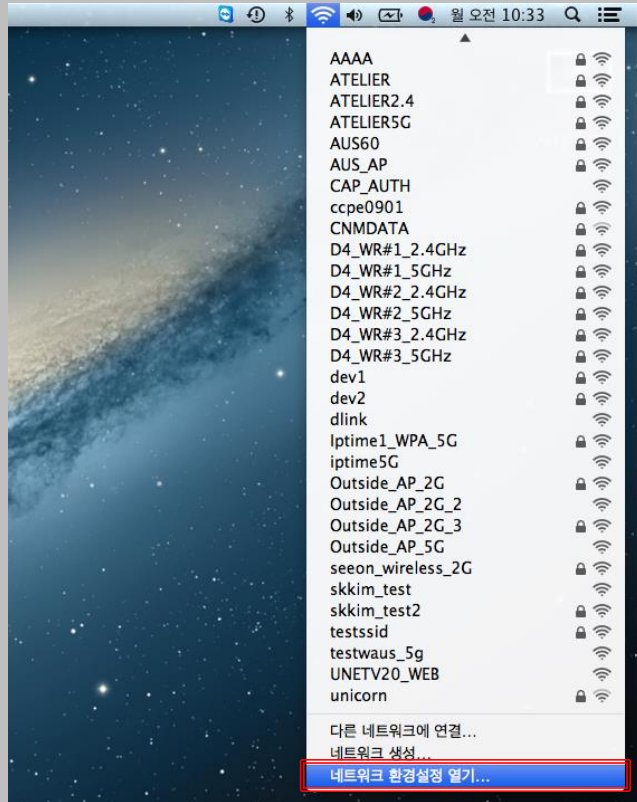 월 오전 10:33
AAAA
ATELIER
ATELIER2.4
ATELIER5G
AUS60
AUS_AP
CAP_AUTH
ccpe0901
CNMDATA
D4_WR#1_2.4GHz
D4_WR#1_5GHz
D4_WR#2_2.4GHz
D4_WR#2_5GHz
D4_WR#3_2.4GHz
D4_WR#3_5GHz
dev1
dev2
dlink
Iptime1_WPA_5G
iptime5G
Outside_AP_2G
Outside_AP_2G_2
Outside_AP_2G_3
Outside_AP_5G
seeon_wireless_2G
skkim_test
skkim_test2
testssid
testwaus_5g
UNETV20_WEB
unicorn
다른 네트워크에 연결...
네트워크 생성...
네트워크 환경설정 열기...